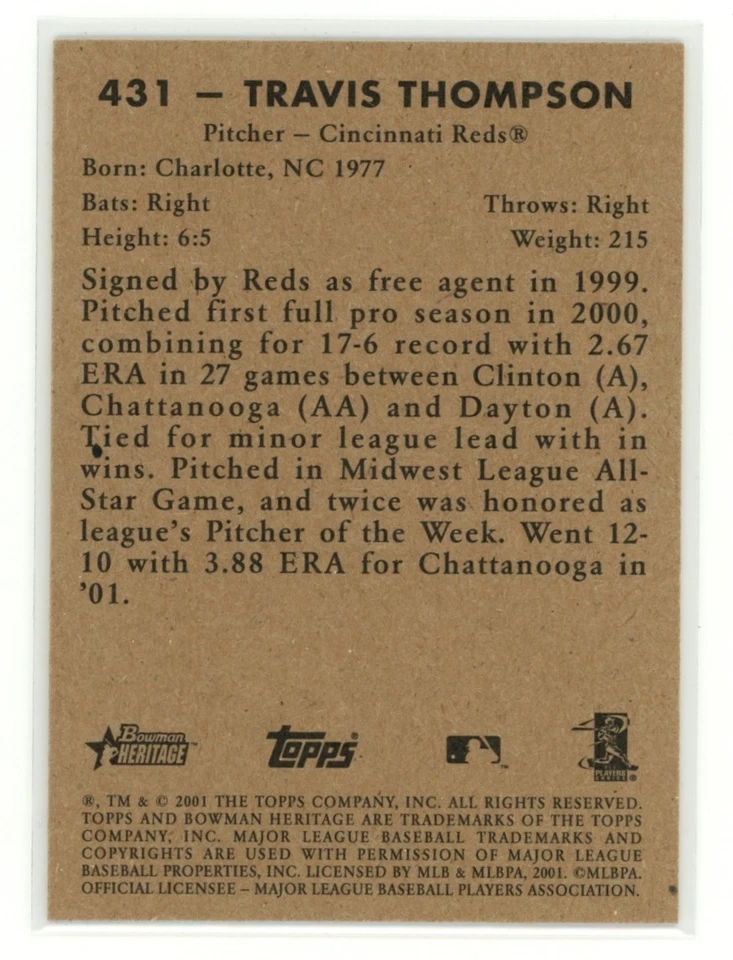 431 – TRAVIS THOMPSON
Pitcher – Cincinnati Reds®
Born: Charlotte, NC 1977
Bats: Right Throws: Right
Height: 6:5 Weight: 215
Signed by Reds as free agent in 1999.
Pitched first full pro season in 2000,
combining for 17-6 record with 2.67
ERA in 27 games between Clinton (A),
Chattanooga (AA) and Dayton (A).
Tied for minor league lead with in
wins. Pitched in Midwest League All-
Star Game, and twice was honored as
league's Pitcher of the Week. Went 12-
10 with 3.88 ERA for Chattanooga in
'01.
Bowman
HERITAGE™ Topps® ™ PLAYERS ®
®, TM & © 2001 THE TOPPS COMPANY, INC. ALL RIGHTS RESERVED.
TOPPS AND BOWMAN HERITAGE ARE TRADEMARKS OF THE TOPPS
COMPANY, INC. MAJOR LEAGUE BASEBALL TRADEMARKS AND
COPYRIGHTS ARE USED WITH PERMISSION OF MAJOR LEAGUE
BASEBALL PROPERTIES, INC. LICENSED BY MLB & MLBPA, 2001. ©MLBPA.
OFFICIAL LICENSEE – MAJOR LEAGUE BASEBALL PLAYERS ASSOCIATION.